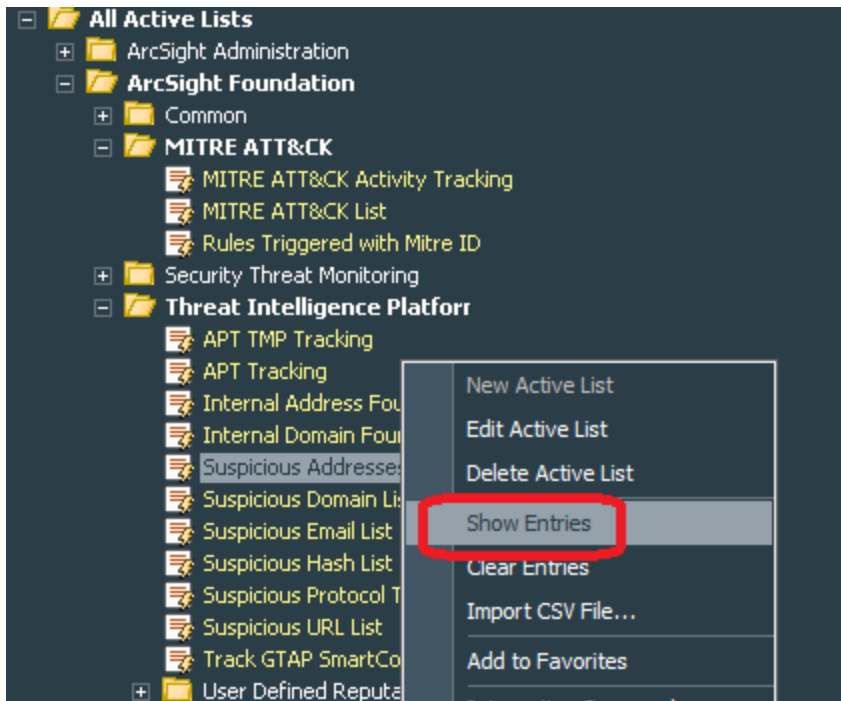 All Active Lists
ArcSight Administration
ArcSight Foundation
Common
MITRE ATT&CK
MITRE ATT&CK Activity Tracking
MITRE ATT&CK List
Rules Triggered with Mitre ID
Security Threat Monitoring
Threat Intelligence Platfor
APT TMP Tracking
APT Tracking
Internal Address Fou
Internal Domain Foun
Suspicious Addresses
Suspicious Domain Lis
Suspicious Email List
Suspicious Hash List
Suspicious Protocol T
Suspicious URL List
Track GTAP SmartCo
User Defined Reputa
New Active List
Edit Active List
Delete Active List
Show Entries
Clear Entries
Import CSV File...
Add to Favorites